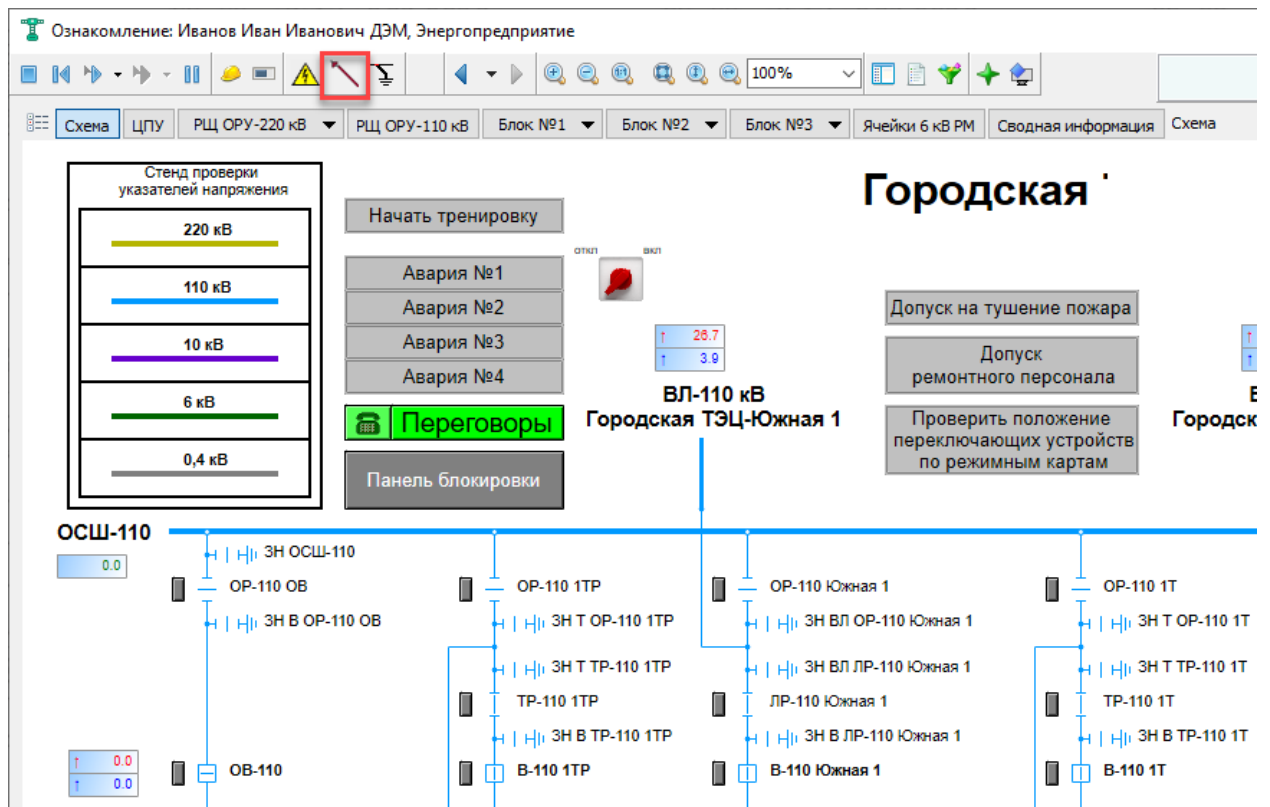 Ознакомление: Иванов Иван Иванович ДЭМ, Энергопредприятие
100%
Схема ЦПУ РЩ ОРУ-220 кВ РЩ ОРУ-110 кВ Блок №1 Блок №2 Блок №3 Ячейки 6 кВ РМ Сводная информация Схема
Стенд проверки
указателей напряжения
220 кВ
110 кВ
10 кВ
6 кВ
0,4 кВ
Начать тренировку
Авария №1
Авария №2
Авария №3
Авария №4
Переговоры
Панель блокировки
откл вкл
26.7
3.9
ВЛ-110 кВ
Городская ТЭЦ-Южная 1
Городская
Допуск на тушение пожара
Допуск
ремонтного персонала
Проверить положение
переключающих устройств
по режимным картам
Городск
ОСШ-110
0.0
ЗН ОСШ-110
ОР-110 ОВ ОР-110 1ТР ОР-110 Южная 1 ОР-110 1Т
ЗН В ОР-110 ОВ ЗН Т ОР-110 1ТР ЗН ВЛ ОР-110 Южная 1 ЗН Т ОР-110 1Т
ЗН Т ТР-110 1ТР ЗН ВЛ ЛР-110 Южная 1 ЗН Т ТР-110 1Т
ТР-110 1ТР ЛР-110 Южная 1 ТР-110 1Т
ЗН В ТР-110 1ТР ЗН В ЛР-110 Южная 1 ЗН В ТР-110 1Т
0.0
0.0
ОВ-110 В-110 1ТР В-110 Южная 1 В-110 1Т